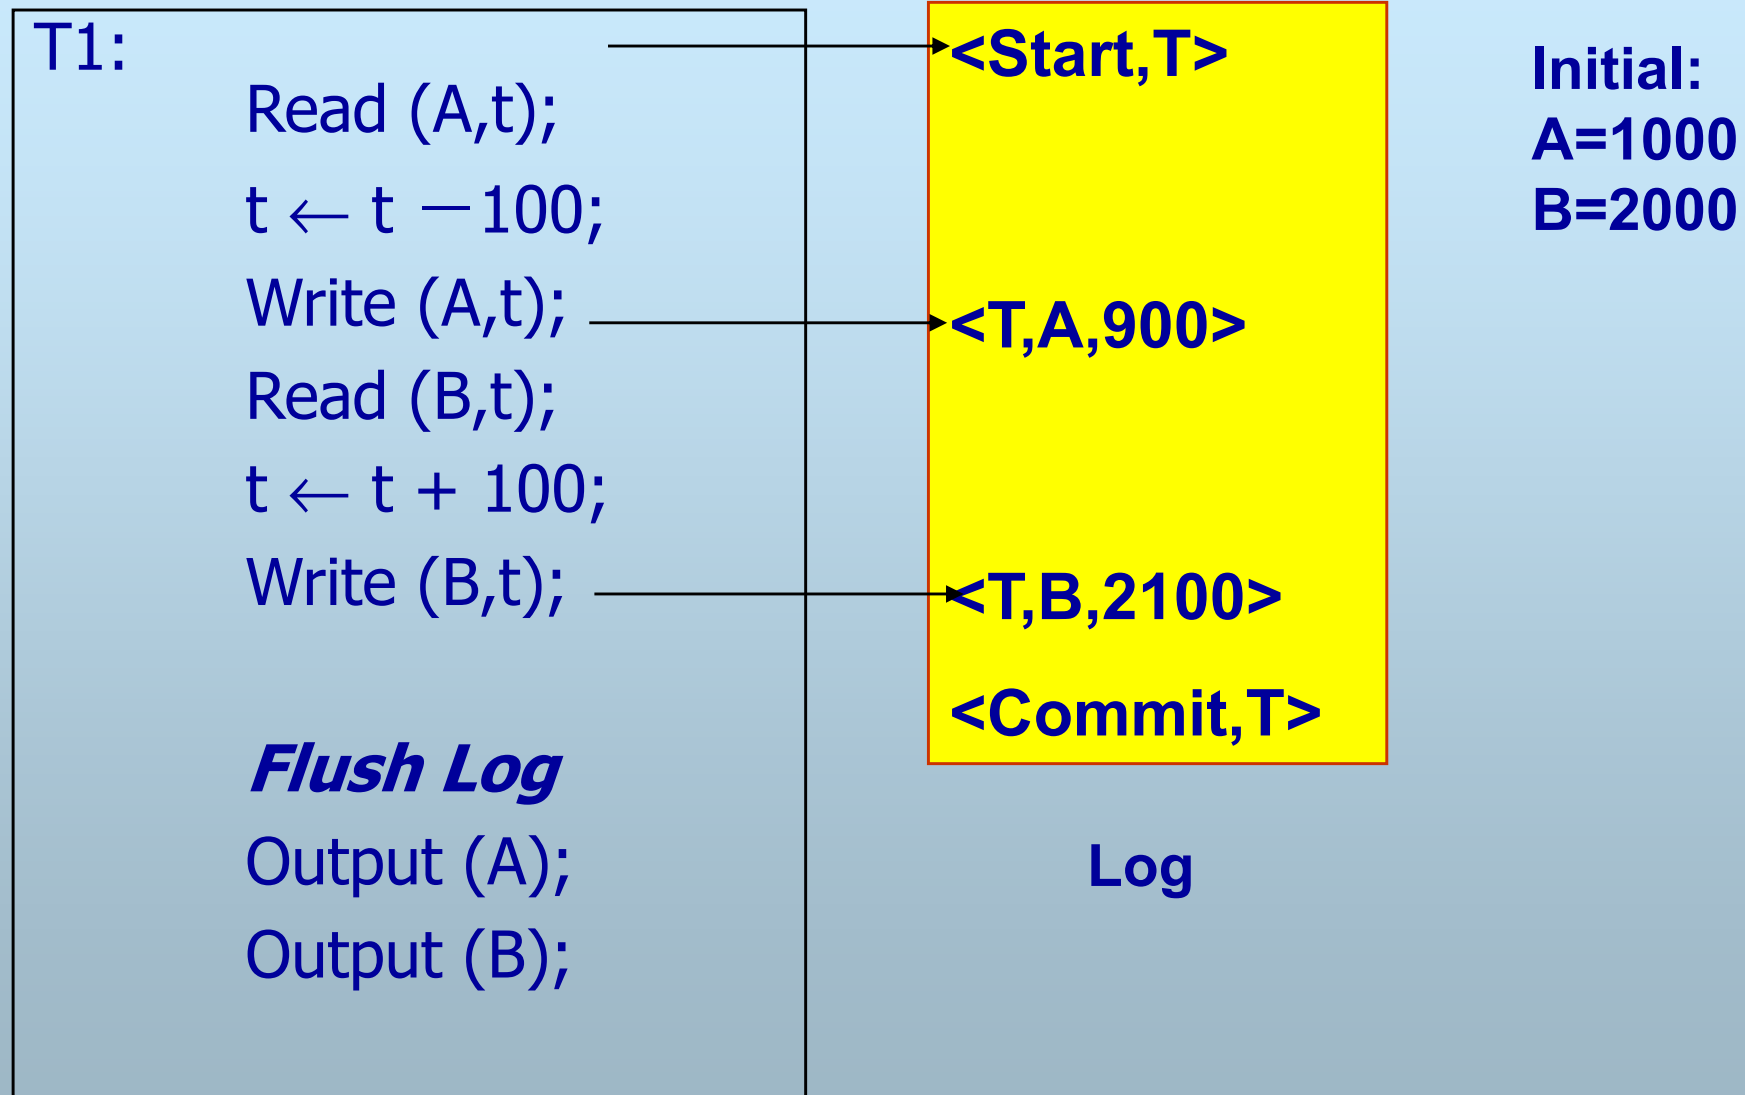 T1:
Read (A,t);
t ← t －100;
Write (A,t);
Read (B,t);
t ← t + 100;
Write (B,t);
Flush Log
Output (A);
Output (B);
<Start,T>
<T,A,900>
<T,B,2100>
<Commit,T>
Log
Initial:
A=1000
B=2000